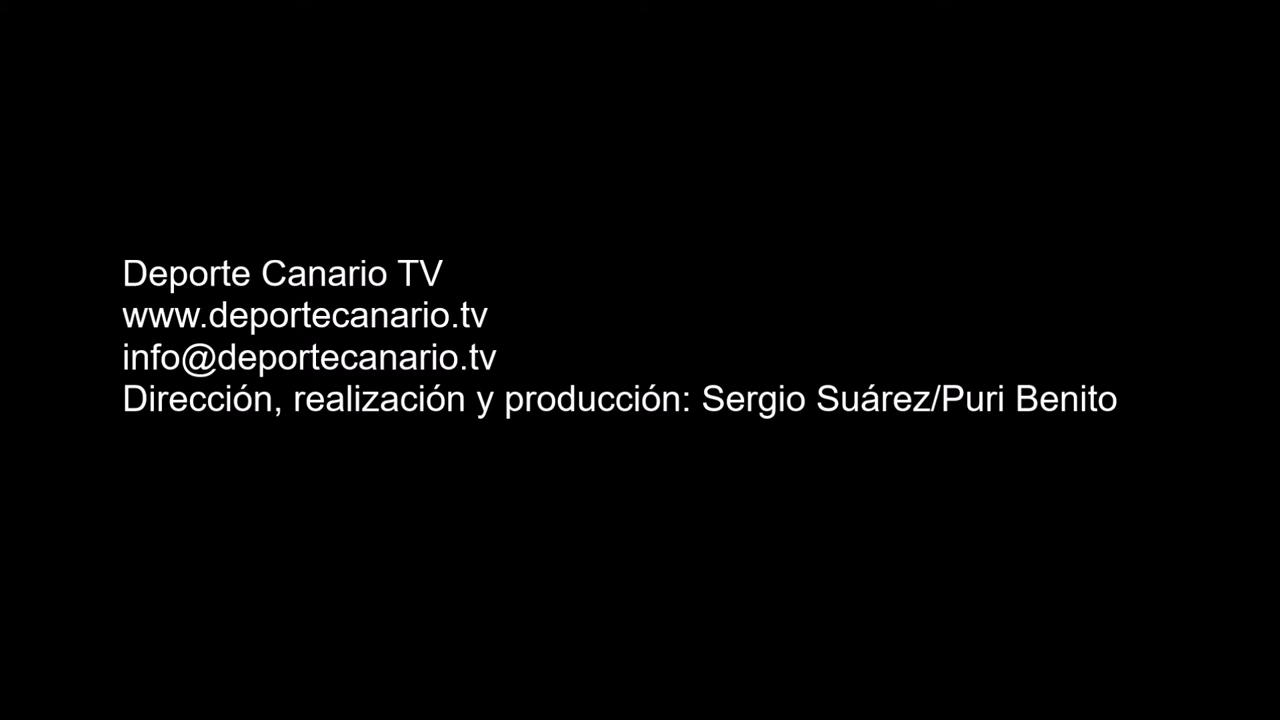 Deporte Canario TV
www.deportecanario.tv
info@deportecanario.tv
Dirección, realización y producción: Sergio Suárez/Puri Benito